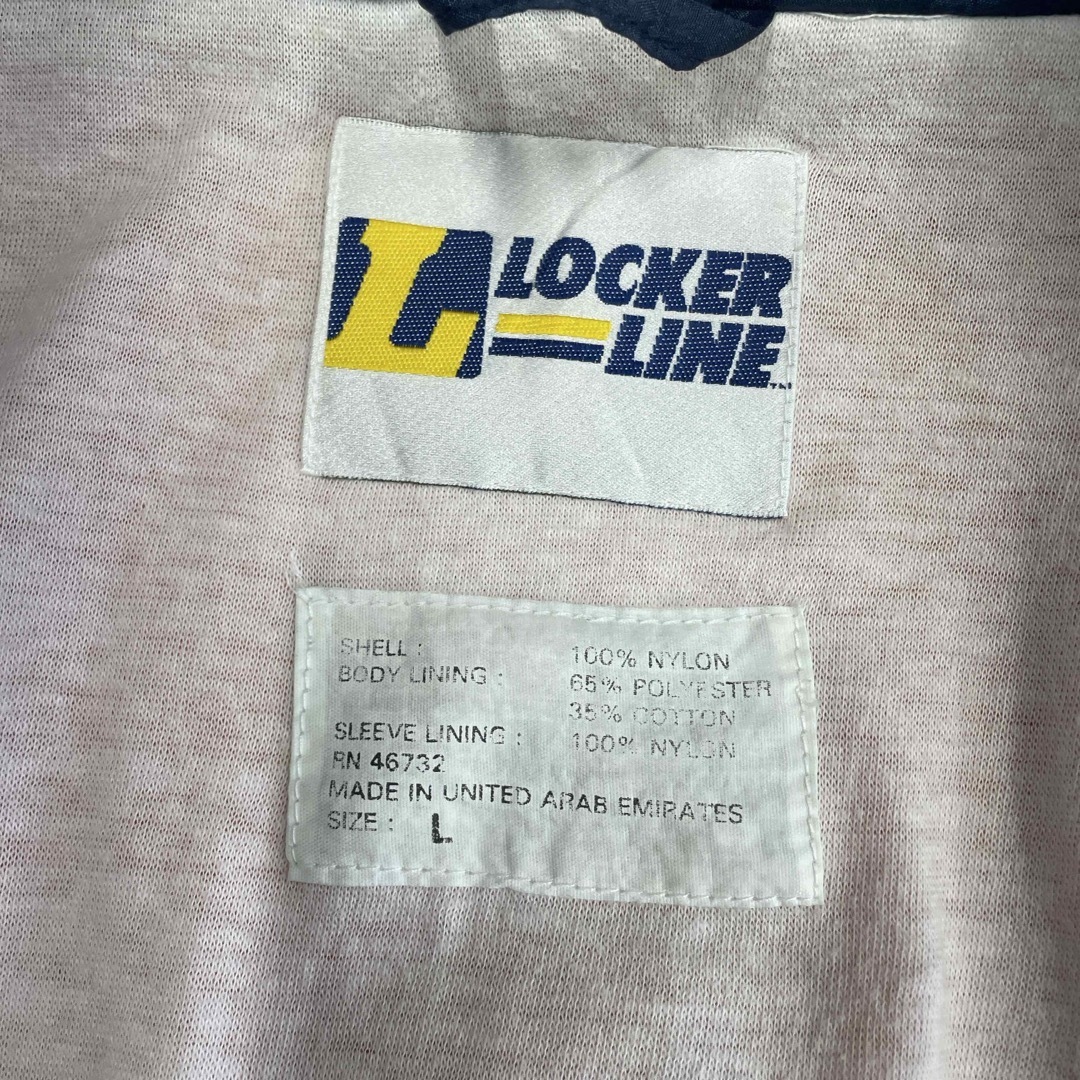 L LOCKER
LINE™
SHELL : 100% NYLON
BODY LINING : 65% POLYESTER
35% COTTON
SLEEVE LINING : 100% NYLON
RN 46732
MADE IN UNITED ARAB EMIRATES
SIZE : L